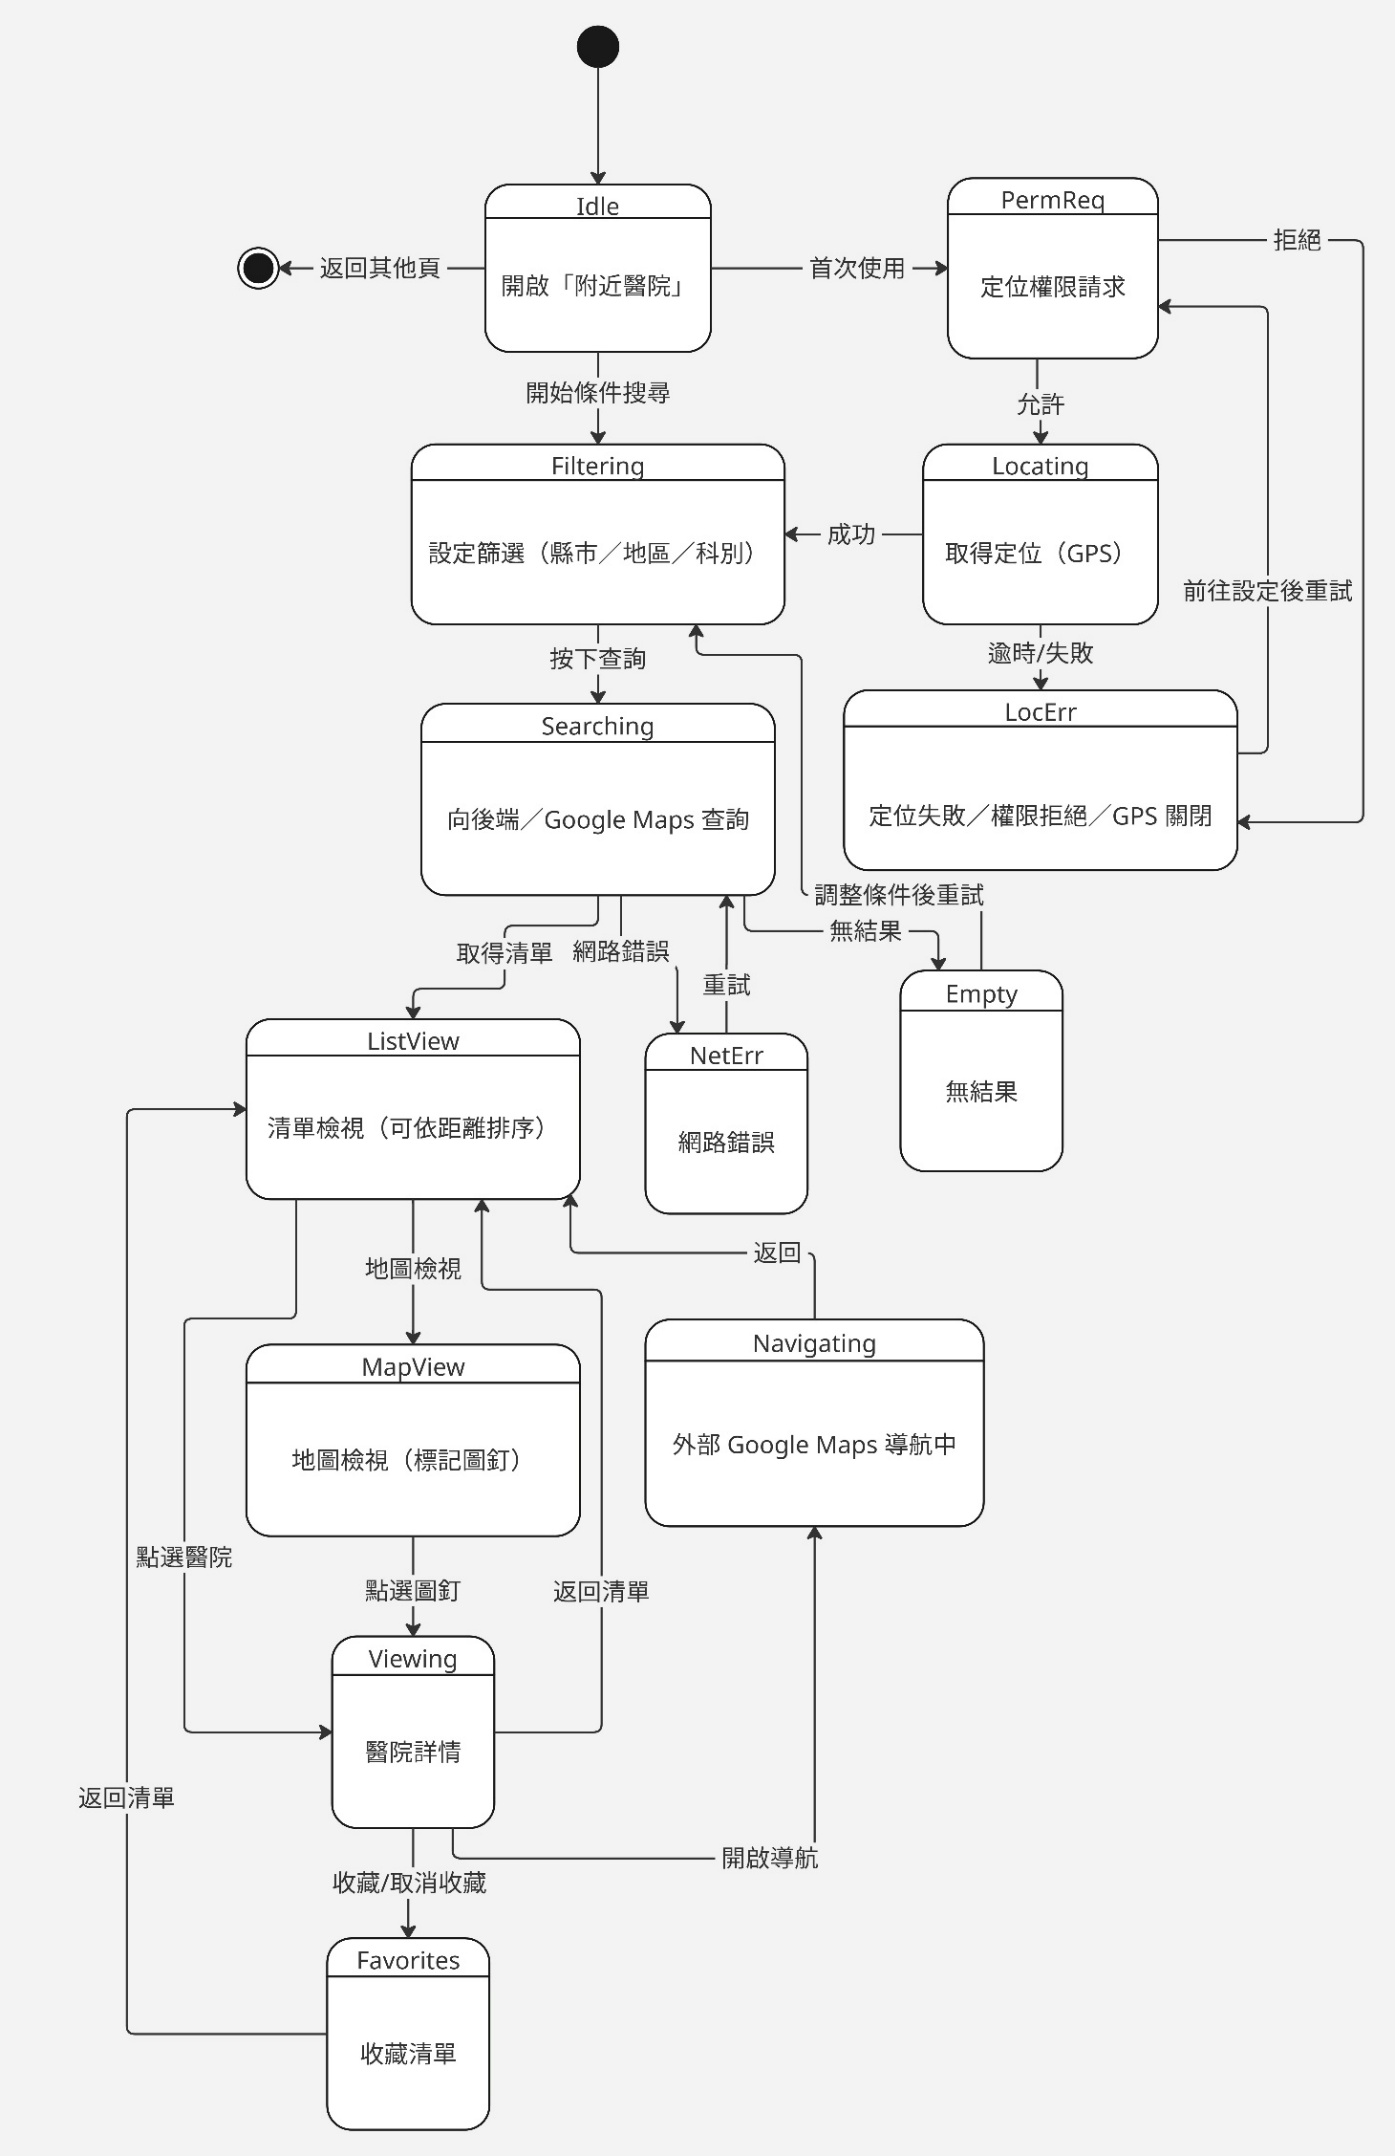 Idle
開啟「附近醫院」
返回其他頁
首次使用
PermReq
定位權限請求
拒絕
開始條件搜尋
允許
Filtering
設定篩選（縣市／地區／科別）
成功
Locating
取得定位（GPS）
前往設定後重試
按下查詢
逾時/失敗
Searching
向後端／Google Maps 查詢
LocErr
定位失敗／權限拒絕／GPS 關閉
調整條件後重試
無結果
取得清單
網路錯誤
重試
Empty
無結果
ListView
清單檢視（可依距離排序）
NetErr
網路錯誤
返回
地圖檢視
Navigating
外部 Google Maps 導航中
MapView
地圖檢視（標記圖釘）
點選醫院
點選圖釘
返回清單
Viewing
醫院詳情
返回清單
開啟導航
收藏/取消收藏
Favorites
收藏清單